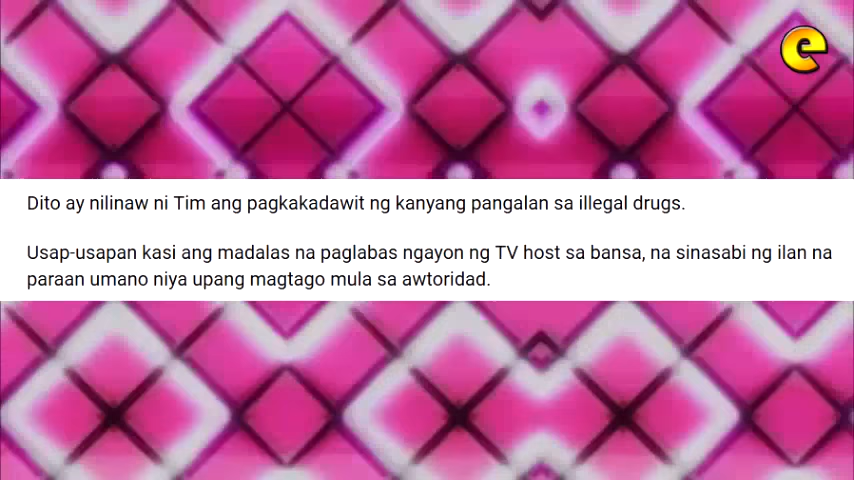 e
Dito ay nilinaw ni Tim ang pagkakadawit ng kanyang pangalan sa illegal drugs.
Usap-usapan kasi ang madalas na paglabas ngayon ng TV host sa bansa, na sinasabi ng ilan na
paraan umano niya upang magtago mula sa awtoridad.